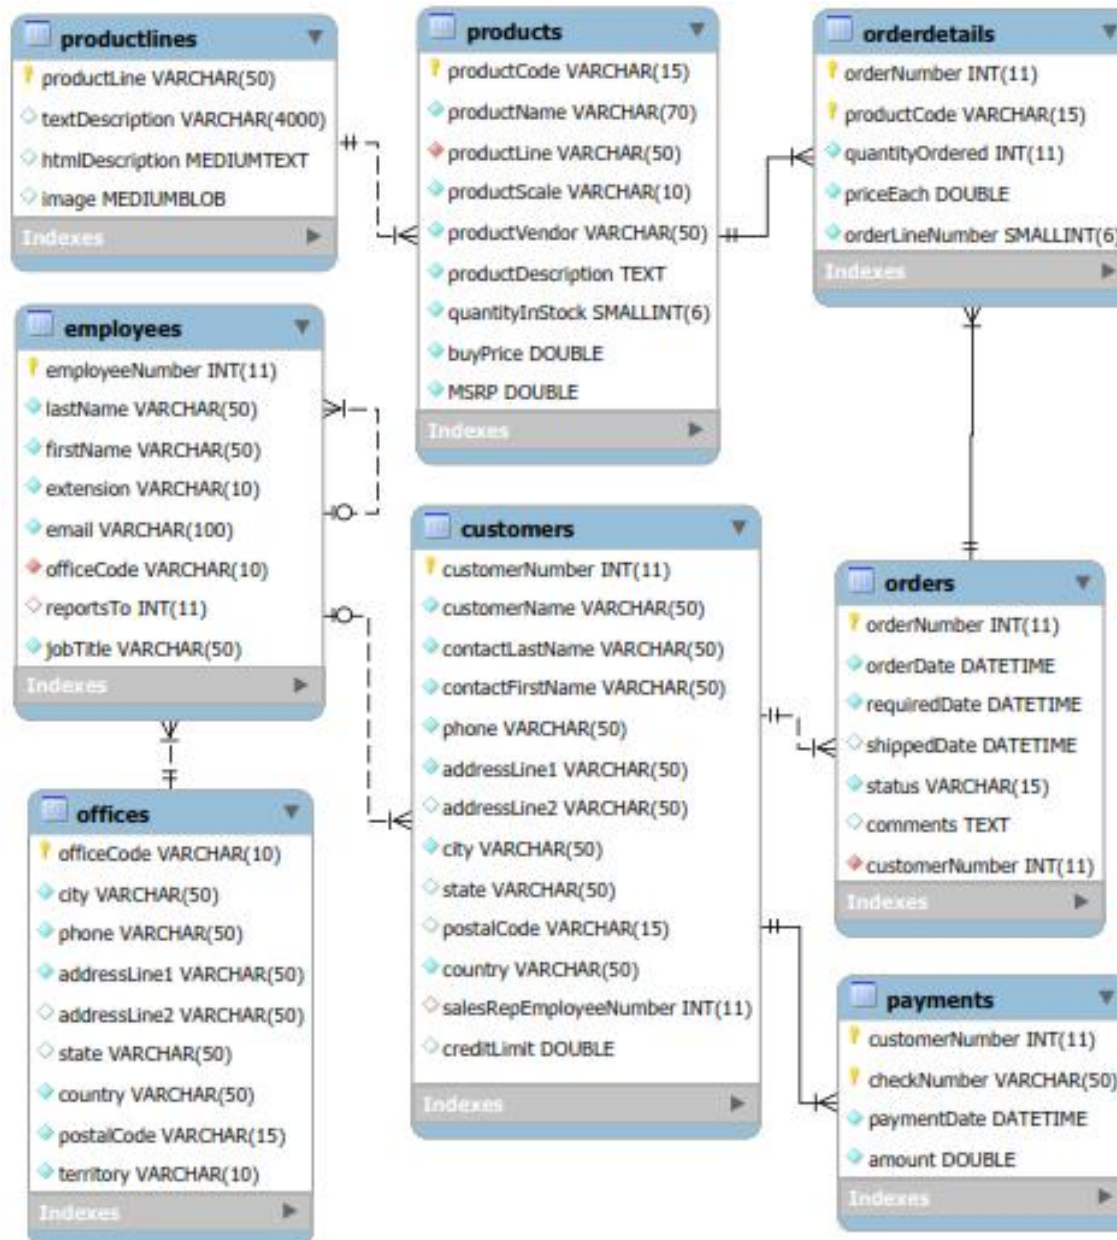 productlines
productLine VARCHAR(50)
textDescription VARCHAR(4000)
htmlDescription MEDIUMTEXT
image MEDIUMBLOB
Indexes
products
productCode VARCHAR(15)
productName VARCHAR(70)
productLine VARCHAR(50)
productScale VARCHAR(10)
productVendor VARCHAR(50)
productDescription TEXT
quantityInStock SMALLINT(6)
buyPrice DOUBLE
MSRP DOUBLE
Indexes
orderdetails
orderNumber INT(11)
productCode VARCHAR(15)
quantityOrdered INT(11)
priceEach DOUBLE
orderLineNumber SMALLINT(6)
Indexes
employees
employeeNumber INT(11)
lastName VARCHAR(50)
firstName VARCHAR(50)
extension VARCHAR(10)
email VARCHAR(100)
officeCode VARCHAR(10)
reportsTo INT(11)
jobTitle VARCHAR(50)
Indexes
customers
customerNumber INT(11)
customerName VARCHAR(50)
contactLastName VARCHAR(50)
contactFirstName VARCHAR(50)
phone VARCHAR(50)
addressLine1 VARCHAR(50)
addressLine2 VARCHAR(50)
city VARCHAR(50)
state VARCHAR(50)
postalCode VARCHAR(15)
country VARCHAR(50)
salesRepEmployeeNumber INT(11)
creditLimit DOUBLE
Indexes
orders
orderNumber INT(11)
orderDate DATETIME
requiredDate DATETIME
shippedDate DATETIME
status VARCHAR(15)
comments TEXT
customerNumber INT(11)
Indexes
offices
officeCode VARCHAR(10)
city VARCHAR(50)
phone VARCHAR(50)
addressLine1 VARCHAR(50)
addressLine2 VARCHAR(50)
state VARCHAR(50)
country VARCHAR(50)
postalCode VARCHAR(15)
territory VARCHAR(10)
Indexes
payments
customerNumber INT(11)
checkNumber VARCHAR(50)
paymentDate DATETIME
amount DOUBLE
Indexes